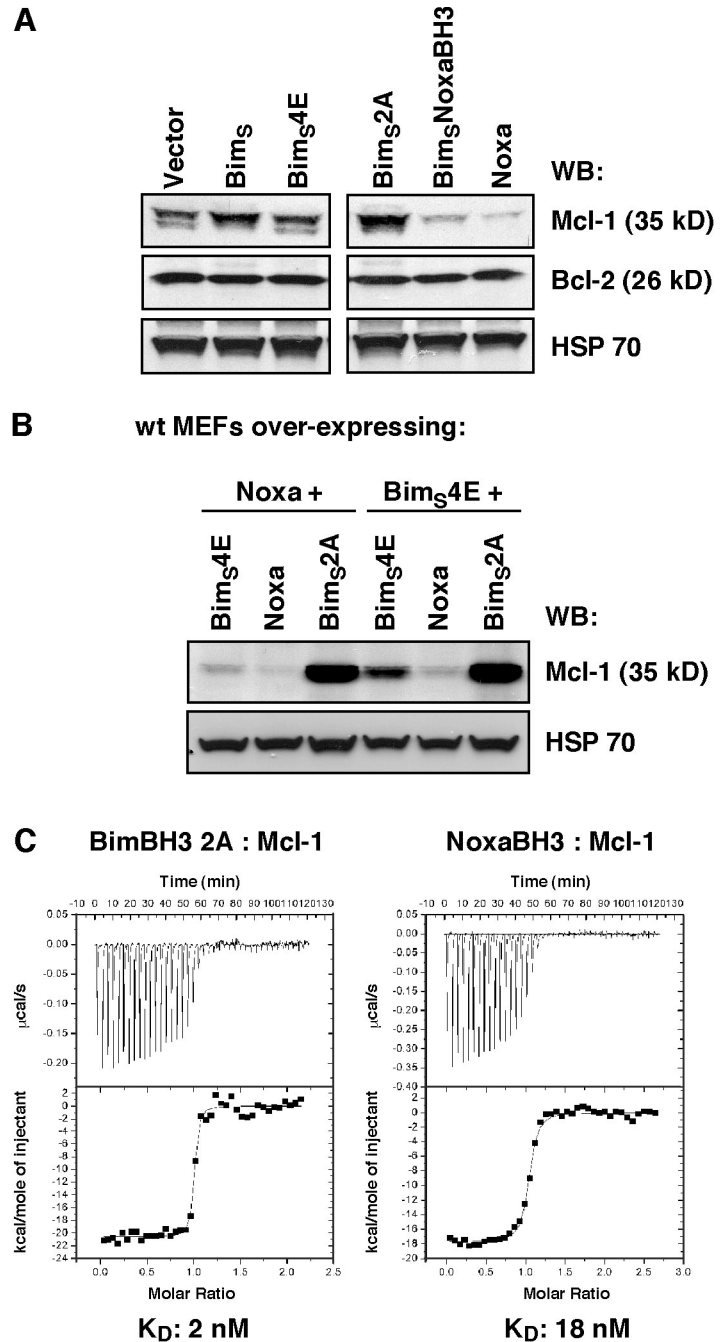 A
Vector
Bims
Bims4E
Bims2A
BimsNoxaBH3
Noxa
WB:
Mcl-1 (35 kD)
Bcl-2 (26 kD)
HSP 70
B
wt MEFs over-expressing:
Noxa +
Bims4E +
Bims4E
Noxa
Bims2A
Bims4E
Noxa
Bims2A
WB:
Mcl-1 (35 kD)
HSP 70
C
BimBH3 2A : Mcl-1
Time (min)
-10 0 10 20 30 40 50 60 70 80 90 100 110 120 130
0.05
0.00
-0.05
-0.10
-0.15
-0.20
µcal/s
2
0
-2
-4
-6
-8
-10
-12
-14
-16
-18
-20
-22
-24
kcal/mole of injectant
0.0 0.5 1.0 1.5 2.0 2.5
Molar Ratio
KD: 2 nM
NoxaBH3 : Mcl-1
Time (min)
-10 0 10 20 30 40 50 60 70 80 90 100 110 120 130
0.05
0.00
-0.05
-0.10
-0.15
-0.20
-0.25
-0.30
-0.35
-0.40
µcal/s
2
0
-2
-4
-6
-8
-10
-12
-14
-16
-18
-20
kcal/mole of injectant
0.0 0.5 1.0 1.5 2.0 2.5 3.0
Molar Ratio
KD: 18 nM